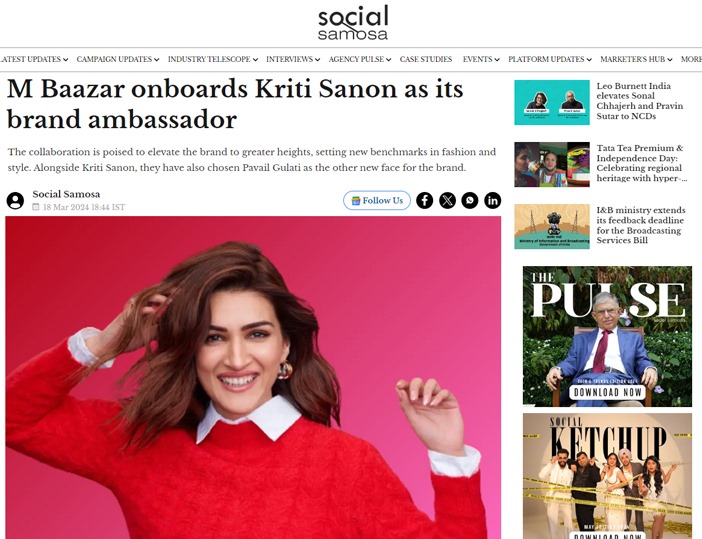 social
samosa
LATEST UPDATES
CAMPAIGN UPDATES
INDUSTRY TELESCOPE
INTERVIEWS
AGENCY PULSE
CASE STUDIES
EVENTS
PLATFORM UPDATES
MARKETER'S HUB
MORE
M Baazar onboards Kriti Sanon as its
brand ambassador
The collaboration is poised to elevate the brand to greater heights, setting new benchmarks in fashion and
style. Alongside Kriti Sanon, they have also chosen Pavail Gulati as the other new face for the brand.
Social Samosa
18 Mar 2024 18:44 IST
Follow Us
Leo Burnett India
elevates Sonal
Chhajerh and Pravin
Sutar to NCDs
Tata Tea Premium &
Independence Day:
Celebrating regional
heritage with hyper-...
I&B ministry extends
its feedback deadline
for the Broadcasting
Services Bill
Ministry of Information and Broadcasting
THE
PULSE
DOWNLOAD NOW
SOCIAL
KETCHUP
DOWNLOAD NOW